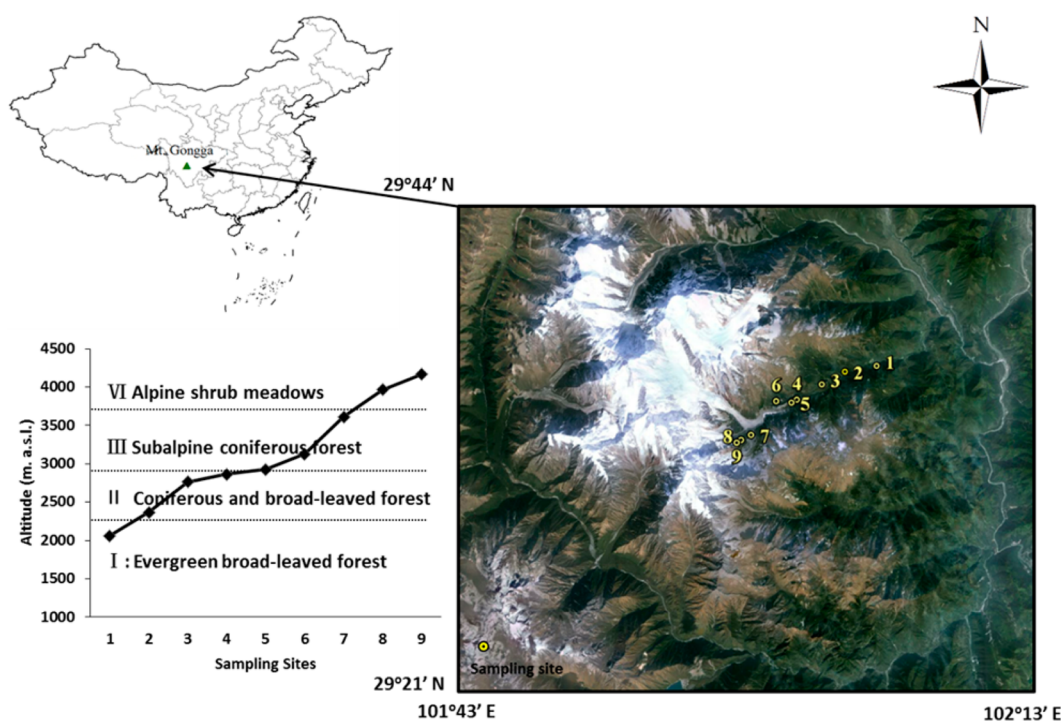 N
Mt. Gongga
29°44′ N
4500
4000
3500
3000
2500
2000
1500
1000
Altitude (m. a.s.l.)
Ⅵ Alpine shrub meadows
Ⅲ Subalpine coniferous forest
Ⅱ Coniferous and broad-leaved forest
Ⅰ : Evergreen broad-leaved forest
1 2 3 4 5 6 7 8 9
Sampling Sites
1
2
3
4
6
5
7
8
9
Sampling site
29°21′ N
101°43′ E
102°13′ E